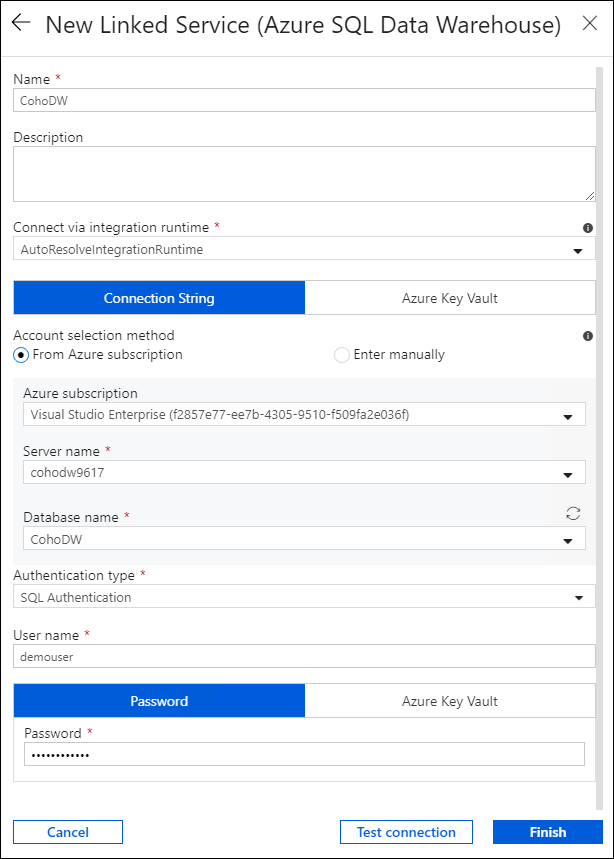 New Linked Service (Azure SQL Data Warehouse)
Name *
CohoDW
Description
Connect via integration runtime *
AutoResolveIntegrationRuntime
Connection String
Azure Key Vault
Account selection method
From Azure subscription
Enter manually
Azure subscription
Visual Studio Enterprise (f2857e77-ee7b-4305-9510-f509fa2e036f)
Server name *
cohodw9617
Database name *
CohoDW
Authentication type *
SQL Authentication
User name *
demouser
Password
Azure Key Vault
Password *
••••••••••••
Cancel
Test connection
Finish